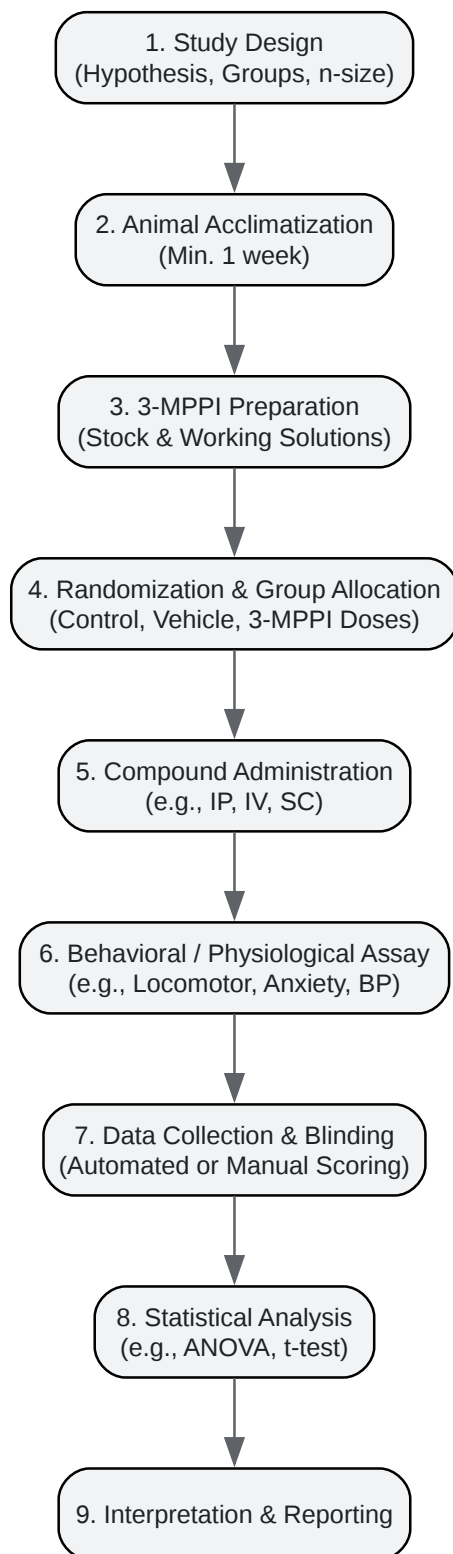 1. Study Design
(Hypothesis, Groups, n-size)
2. Animal Acclimatization
(Min. 1 week)
3. 3-MPPI Preparation
(Stock & Working Solutions)
4. Randomization & Group Allocation
(Control, Vehicle, 3-MPPI Doses)
5. Compound Administration
(e.g., IP, IV, SC)
6. Behavioral / Physiological Assay
(e.g., Locomotor, Anxiety, BP)
7. Data Collection & Blinding
(Automated or Manual Scoring)
8. Statistical Analysis
(e.g., ANOVA, t-test)
9. Interpretation & Reporting